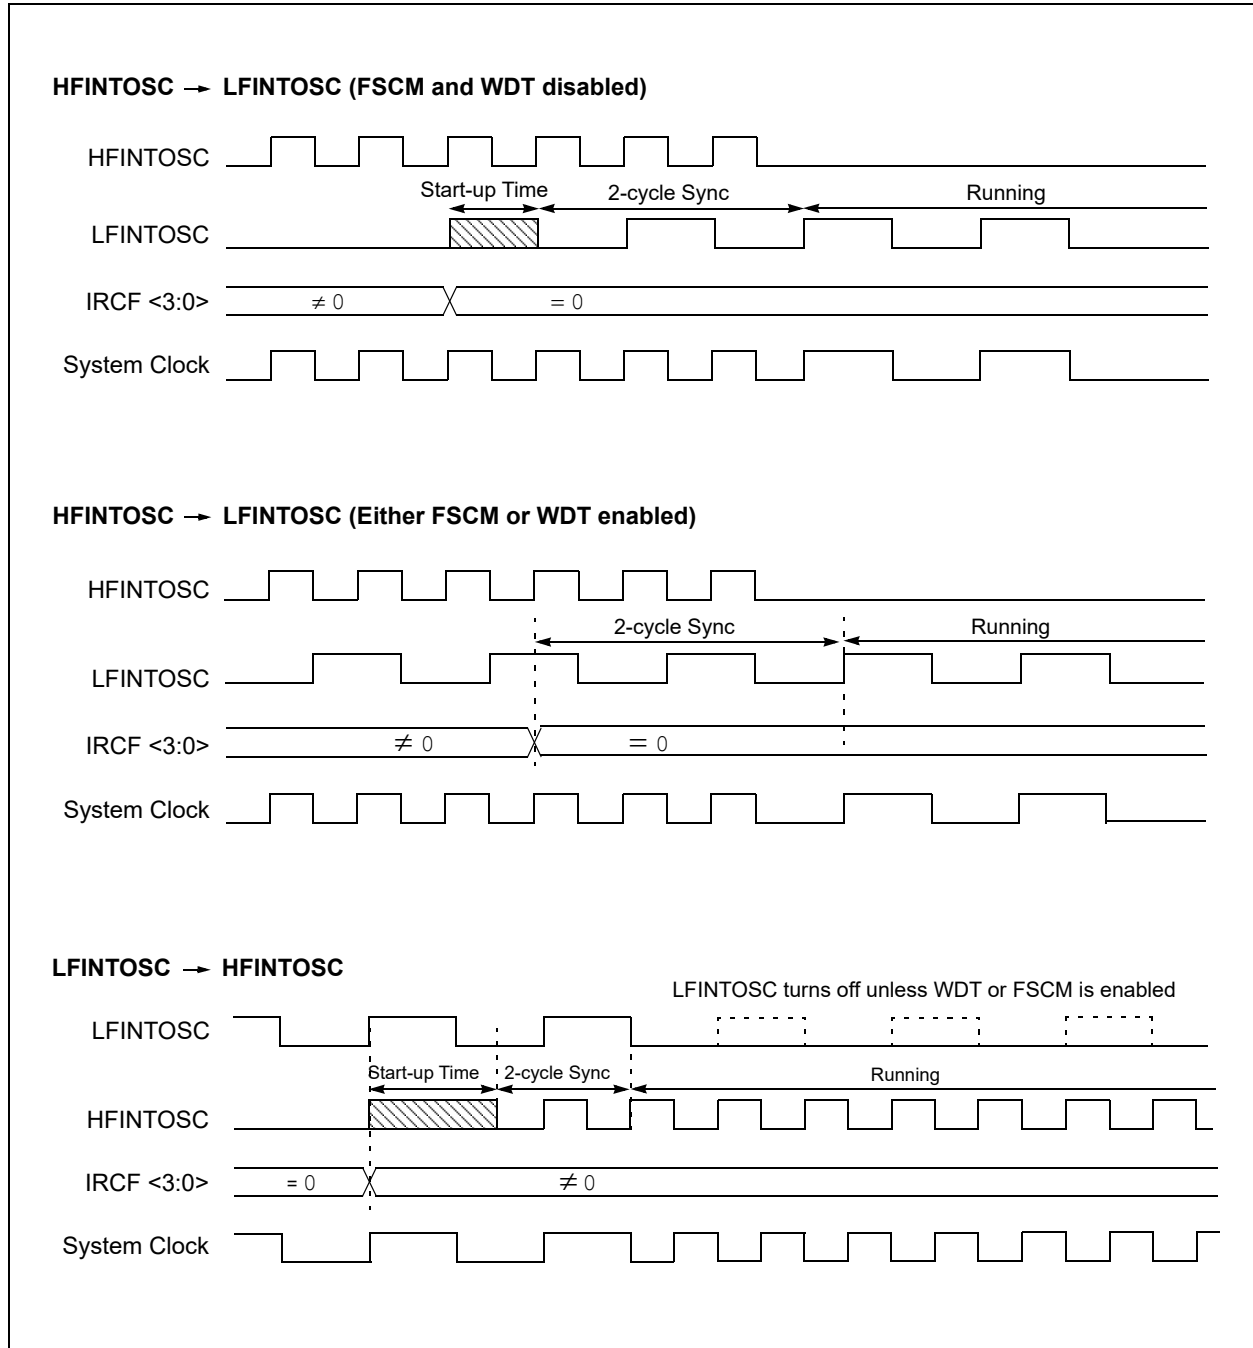 HFINTOSC → LFINTOSC (FSCM and WDT disabled)
HFINTOSC
Start-up Time 2-cycle Sync Running
LFINTOSC
IRCF <3:0> ≠ 0 = 0
System Clock
HFINTOSC → LFINTOSC (Either FSCM or WDT enabled)
HFINTOSC
2-cycle Sync Running
LFINTOSC
IRCF <3:0> ≠ 0 = 0
System Clock
LFINTOSC → HFINTOSC
LFINTOSC turns off unless WDT or FSCM is enabled
LFINTOSC
Start-up Time 2-cycle Sync Running
HFINTOSC
IRCF <3:0> = 0 ≠ 0
System Clock